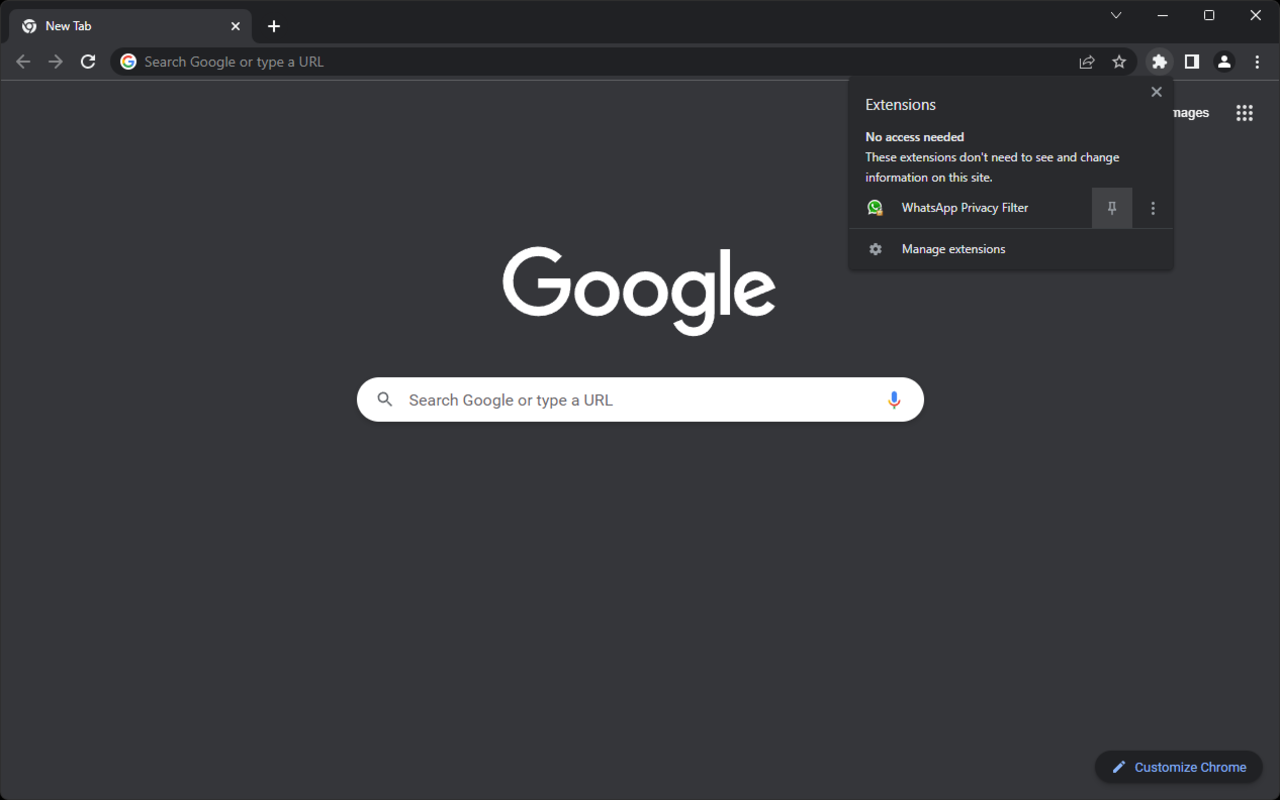 New Tab
Search Google or type a URL
Extensions
mages
No access needed
These extensions don't need to see and change
information on this site.
WhatsApp Privacy Filter
Manage extensions
Google
Search Google or type a URL
Customize Chrome